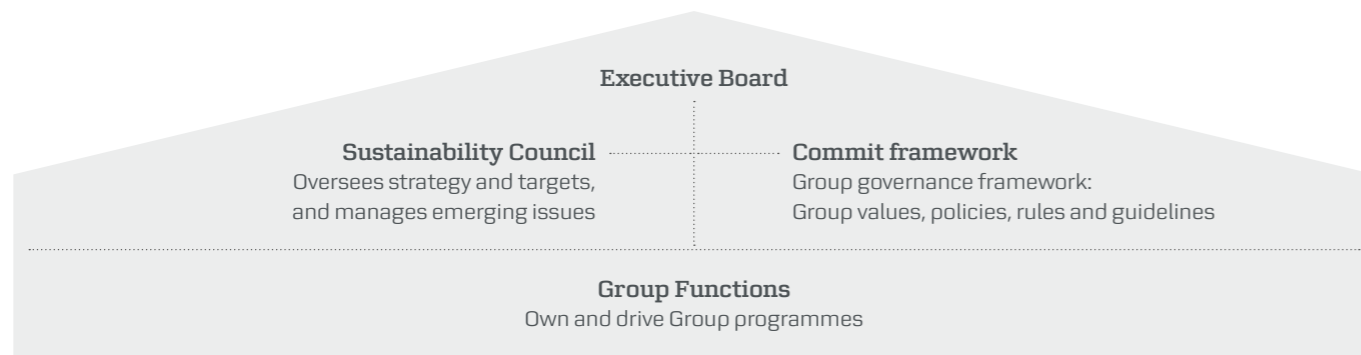 Executive Board
Sustainability Council
Oversees strategy and targets,
and manages emerging issues
Commit framework
Group governance framework:
Group values, policies, rules and guidelines
Group Functions
Own and drive Group programmes